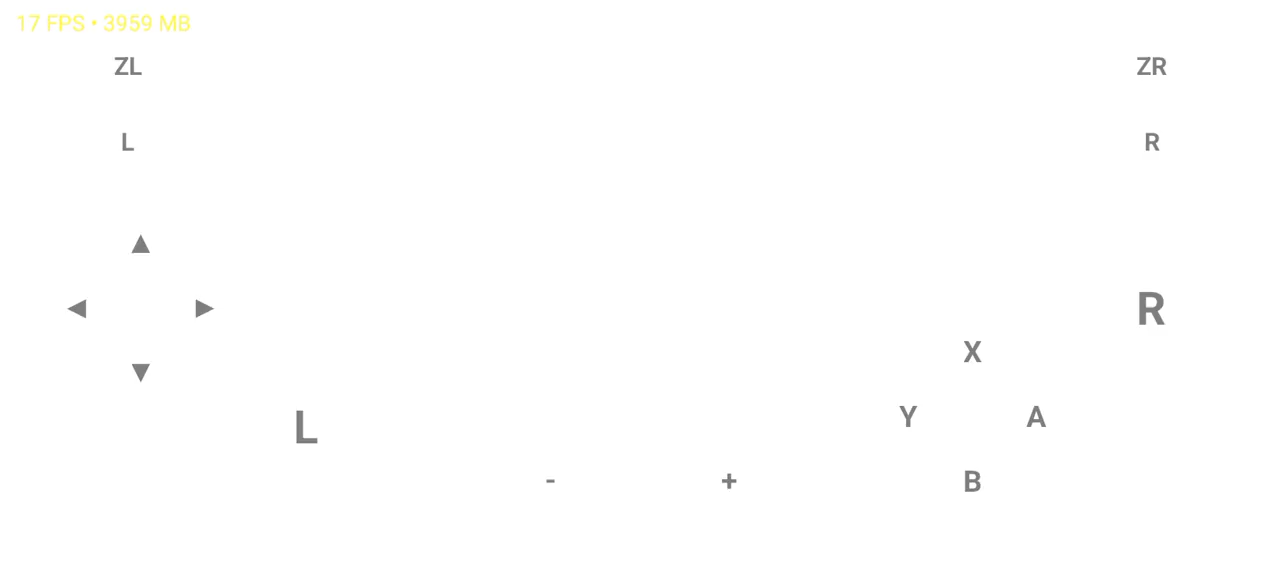 17 FPS • 3959 MB
ZL ZR
L R
▲
◀ ▶ R
X
▼
Y A
L
- + B